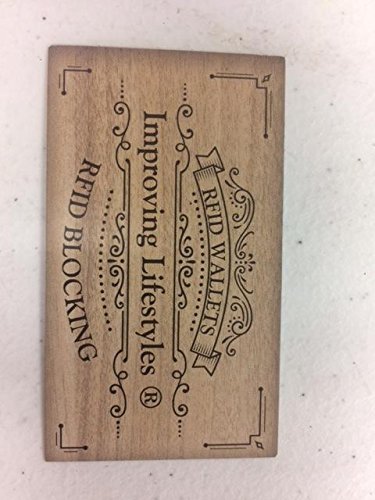 RFID WALLETS
Improving Lifestyles ®
RFID BLOCKING